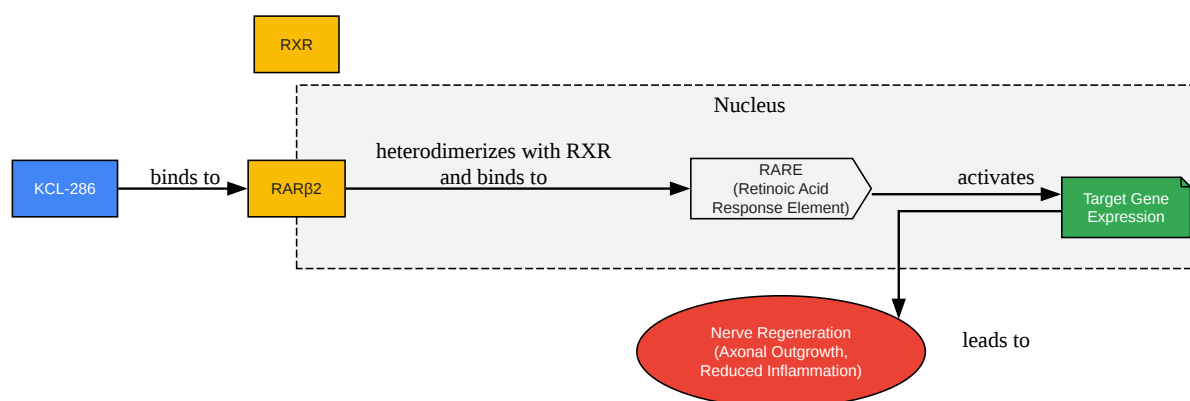 RXR
Nucleus
KCL-286
binds to
RARβ2
heterodimerizes with RXR
and binds to
RARE
(Retinoic Acid
Response Element)
activates
Target Gene
Expression
Nerve Regeneration
(Axonal Outgrowth,
Reduced Inflammation)
leads to